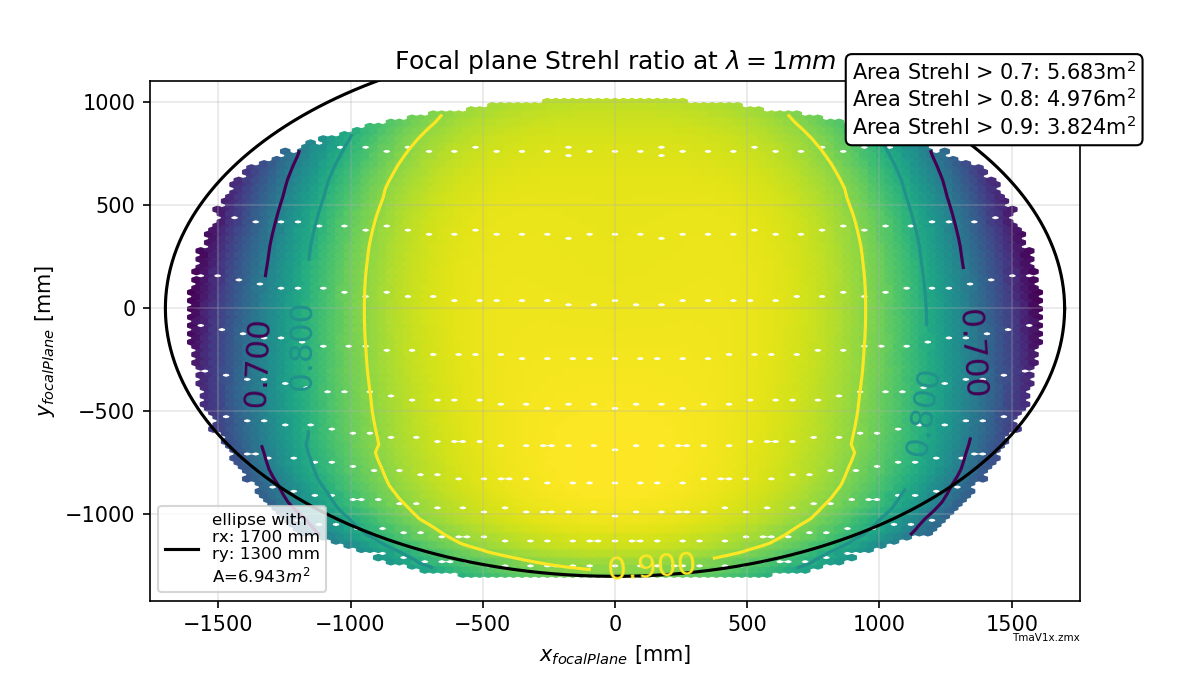 Focal plane Strehl ratio at λ = 1mm
Area Strehl > 0.7: 5.683m²
Area Strehl > 0.8: 4.976m²
Area Strehl > 0.9: 3.824m²
1000
500
0
−500
−1000
y_focalPlane [mm]
0.700
0.800
0.700
0.800
0.900
ellipse with
rx: 1700 mm
ry: 1300 mm
A=6.943m²
−1500
−1000
−500
0
500
1000
1500
TmaV1x.zmx
x_focalPlane [mm]